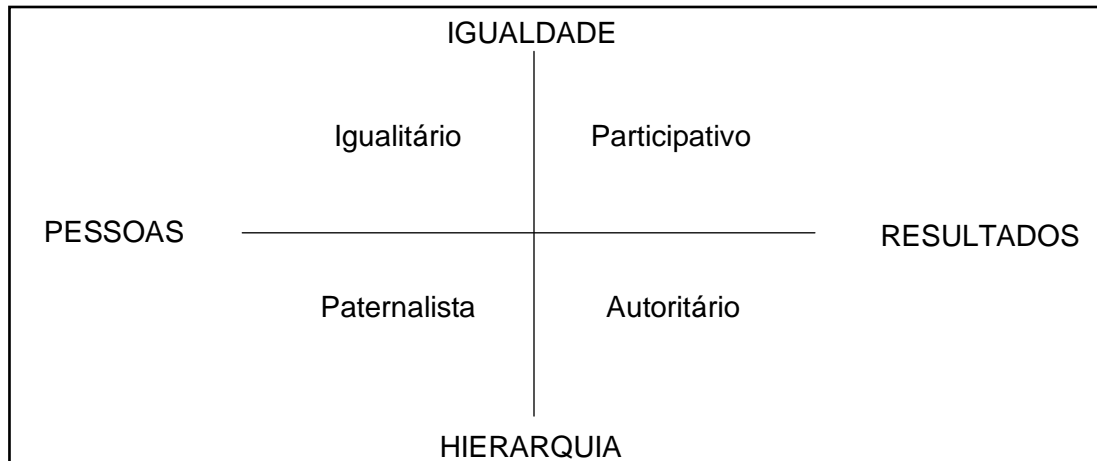 IGUALDADE
Igualitário Participativo
PESSOAS RESULTADOS
Paternalista Autoritário
HIERARQUIA